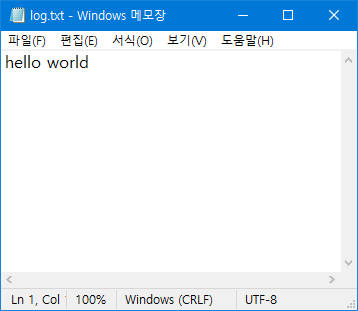 log.txt - Windows 메모장
파일(F) 편집(E) 서식(O) 보기(V) 도움말(H)
hello world
Ln 1, Col 100% Windows (CRLF) UTF-8